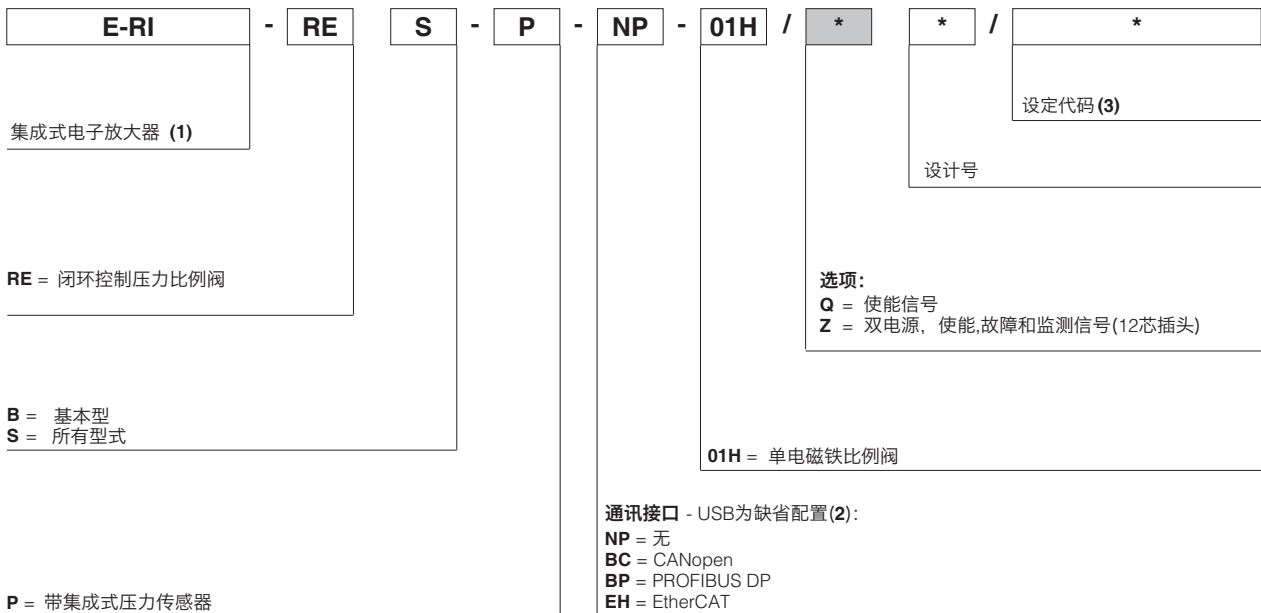 E-RI - RE S - P - NP - 01H / * * / *
设定代码(3)
集成式电子放大器 (1)
设计号
RE = 闭环控制压力比例阀
选项：
Q = 使能信号
Z = 双电源，使能,故障和监测信号(12芯插头)
B = 基本型
S = 所有型式
01H = 单电磁铁比例阀
通讯接口 - USB为缺省配置(2)：
NP = 无
BC = CANopen
BP = PROFIBUS DP
EH = EtherCAT
P = 带集成式压力传感器